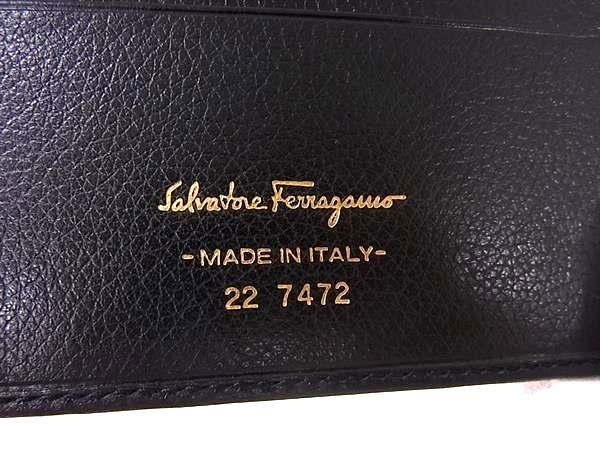 Salvatore Ferragamo
- MADE IN ITALY -
22 7472